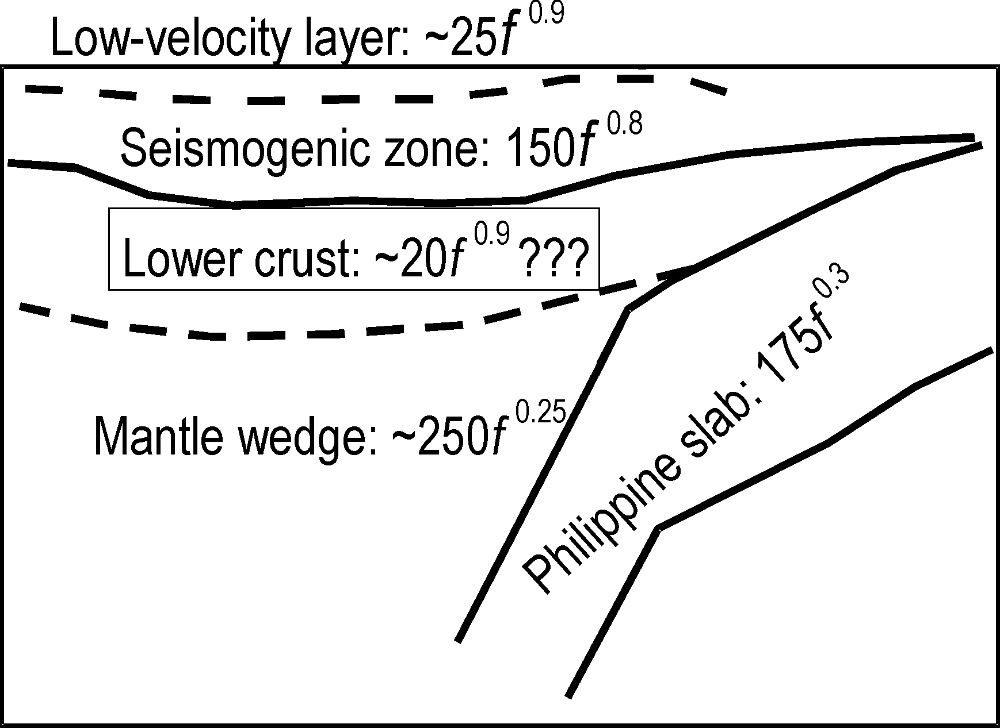 Low-velocity layer: ~25f 0.9
Seismogenic zone: 150f 0.8
Lower crust: ~20f 0.9 ???
Mantle wedge: ~250f 0.25
Philippine slab: 175f 0.3